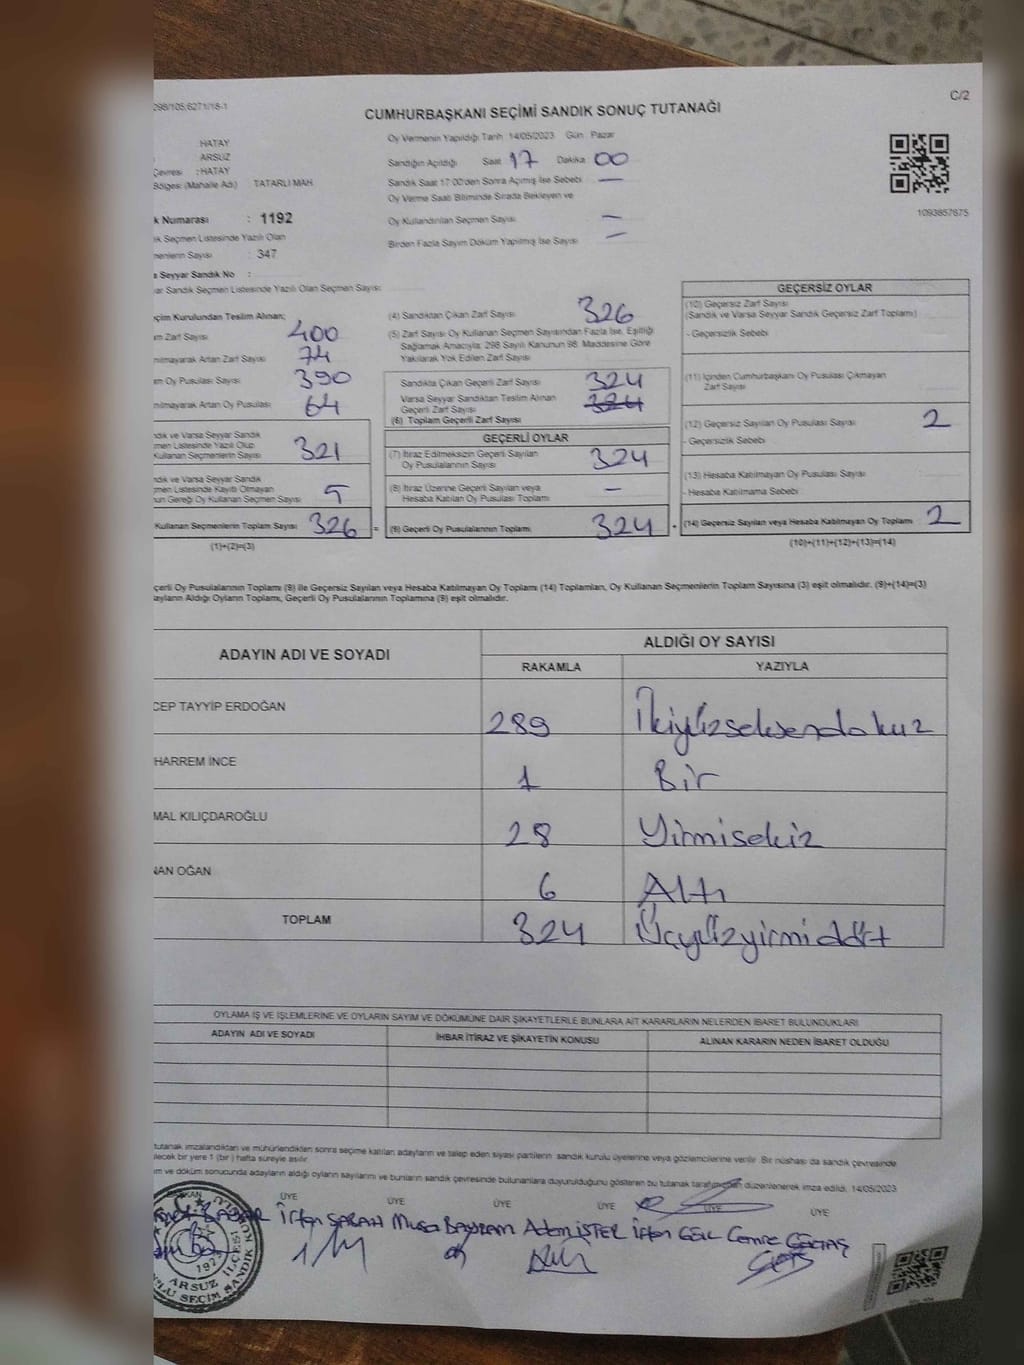 298/105;6271/18-1
C/2
CUMHURBAŞKANI SEÇİMİ SANDIK SONUÇ TUTANAĞI
HATAY
ARSUZ
Çevresi : HATAY
Bölgesi (Mahalle Adı) TATARLI MAH.
k Numarası : 1192
ık Seçmen Listesinde Yazılı Olan
menlerin Sayısı : 347
a Seyyar Sandık No :
ar Sandık Seçmen Listesinde Yazılı Olan Seçmen Sayısı:
Oy Vermenin Yapıldığı Tarih 14/05/2023 Gün Pazar
Sandığın Açıldığı Saat 17 Dakika 00
Sandık Saat 17:00'den Sonra Açımış İse Sebebi —
Oy Verme Saati Bitiminde Sırada Bekleyen ve
Oy Kullandırılan Seçmen Sayısı —
Birden Fazla Sayım Döküm Yapılmış İse Sayısı —
1093857675
çim Kurulundan Teslim Alınan;
m Zarf Sayısı 400
nılmayarak Artan Zarf Sayısı 74
m Oy Pusulası Sayısı 390
nılmayarak Artan Oy Pusulası 64
ndık ve Varsa Seyyar Sandık
men Listesinde Yazılı Olup
Kullanan Seçmenlerin Sayısı 321
ndık ve Varsa Seyyar Sandık
men Listesinde Kayıtlı Olmayan
nun Gereği Oy Kullanan Seçmen Sayısı 5
Kullanan Seçmenlerin Toplam Sayısı 326 =
(1)+(2)=(3)
(4) Sandıktan Çıkan Zarf Sayısı 326
(5) Zarf Sayısı Oy Kullanan Seçmen Sayısından Fazla İse, Eşitliği
Sağlamak Amacıyla; 298 Sayılı Kanunun 98. Maddesine Göre
Yakılarak Yok Edilen Zarf Sayısı
Sandıkta Çıkan Geçerli Zarf Sayısı 324
Varsa Seyyar Sandıktan Teslim Alınan
Geçerli Zarf Sayısı 324
(6) Toplam Geçerli Zarf Sayısı
GEÇERLİ OYLAR
(7) İtiraz Edilmeksizin Geçerli Sayılan
Oy Pusulalarının Sayısı 324
(8) İtiraz Üzerine Geçerli Sayılan veya
Hesaba Katılan Oy Pusulası Toplamı —
(9) Geçerli Oy Pusulalarının Toplamı 324 +
GEÇERSİZ OYLAR
(10) Geçersiz Zarf Sayısı
(Sandık ve Varsa Seyyar Sandık Geçersiz Zarf Toplamı)
- Geçersizlik Sebebi
(11) İçinden Cumhurbaşkanı Oy Pusulası Çıkmayan
Zarf Sayısı
(12) Geçersiz Sayılan Oy Pusulası Sayısı 2
- Geçersizlik Sebebi
(13) Hesaba Katılmayan Oy Pusulası Sayısı
- Hesaba Katılmama Sebebi
(14) Geçersiz Sayılan veya Hesaba Katılmayan Oy Toplamı 2
(10)+(11)+(12)+(13)=(14)
çerli Oy Pusulalarının Toplamı (9) ile Geçersiz Sayılan veya Hesaba Katılmayan Oy Toplamı (14) Toplamları, Oy Kullanan Seçmenlerin Toplam Sayısına (3) eşit olmalıdır. (9)+(14)=(3)
ayların Aldığı Oyların Toplamı, Geçerli Oy Pusulalarının Toplamına (9) eşit olmalıdır.
ADAYIN ADI VE SOYADI ALDIĞI OY SAYISI
RAKAMLA YAZIYLA
CEP TAYYİP ERDOĞAN 289 İkiyüzseksendokuz
HARREM İNCE 1 Bir
MAL KILIÇDAROĞLU 28 Yirmisekiz
NAN OĞAN 6 Altı
TOPLAM 324 Üçyüzyirmidört
OYLAMA İŞ VE İŞLEMLERİNE VE OYLARIN SAYIM VE DÖKÜMÜNE DAİR ŞİKAYETLERLE BUNLARA AİT KARARLARIN NELERDEN İBARET BULUNDUKLARI
ADAYIN ADI VE SOYADI İHBAR İTİRAZ VE ŞİKAYETİN KONUSU ALINAN KARARIN NEDEN İBARET OLDUĞU
tutanak imzalandıktan ve mühürlendikten sonra seçime katılan adayların ve talep eden siyasi partilerin sandık kurulu üyelerine veya gözlemcilerine verilir. Bir nüshası da sandık çevresinde
ilecek bir yere 1 (bir) hafta süreyle asılır.
ım ve döküm sonucunda adayların aldığı oyların sayılarını ve bunların sandık çevresinde bulunanlara duyurulduğunu gösteren bu tutanak tarafımızdan düzenlenerek imza edildi. 14/05/2023
KAN ÜYE ÜYE ÜYE ÜYE ÜYE ÜYE
İrfan SARAH Musa BAYRAM Adem İSTER İrfan GÜL Cemre
ARSUZ İLÇESİ
SEÇİM SANDIK